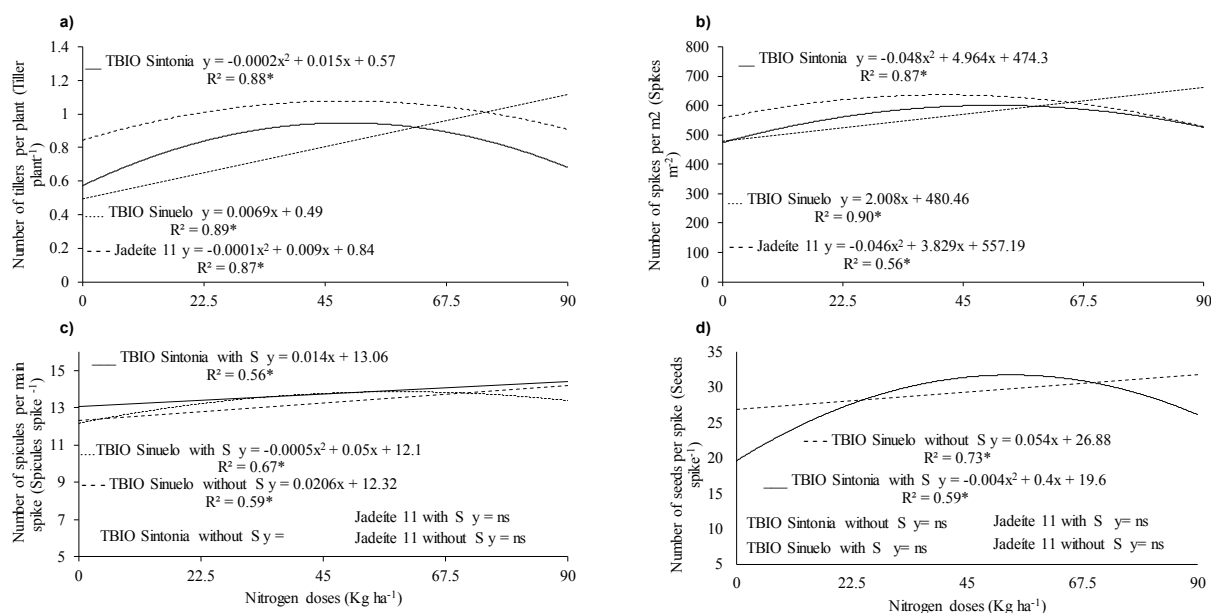 a)
Number of tillers per plant (Tiller
plant-1)
1.4
1.2
1
0.8
0.6
0.4
0.2
0
TBIO Sintonia y = -0.0002x² + 0.015x + 0.57
R² = 0.88*
TBIO Sinuelo y = 0.0069x + 0.49
R² = 0.89*
Jadeíte 11 y = -0.0001x² + 0.009x + 0.84
R² = 0.87*
0 22.5 45 67.5 90
b)
Number of spikes per m2 (Spikes
m-2)
800
700
600
500
400
300
200
100
0
TBIO Sintonia y = -0.048x² + 4.964x + 474.3
R² = 0.87*
TBIO Sinuelo y = 2.008x + 480.46
R² = 0.90*
Jadeíte 11 y = -0.046x² + 3.829x + 557.19
R² = 0.56*
0 22.5 45 67.5 90
c)
Number of spicules per main
spike (Spicules spike -1)
15
13
11
9
7
5
TBIO Sintonia with S y = 0.014x + 13.06
R² = 0.56*
TBIO Sinuelo with S y = -0.0005x² + 0.05x + 12.1
R² = 0.67*
TBIO Sinuelo without S y = 0.0206x + 12.32
R² = 0.59*
TBIO Sintonia without S y =
Jadeíte 11 with S y = ns
Jadeíte 11 without S y = ns
0 22.5 45 67.5 90
Nitrogen doses (Kg ha-1)
d)
Number of seeds per spike (Seeds
spike-1)
35
30
25
20
15
10
5
TBIO Sinuelo without S y = 0.054x + 26.88
R² = 0.73*
TBIO Sintonia with S y = -0.004x² + 0.4x + 19.6
R² = 0.59*
TBIO Sintonia without S y= ns
TBIO Sinuelo with S y= ns
Jadeíte 11 with S y= ns
Jadeíte 11 without S y= ns
0 22.5 45 67.5 90
Nitrogen doses (Kg ha-1)